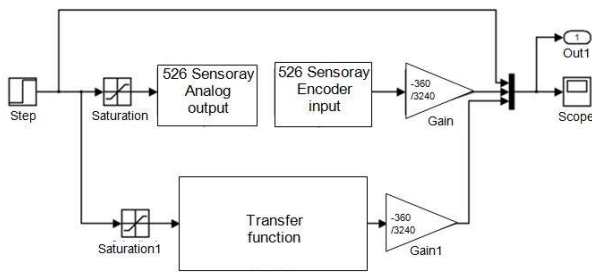 1
Out1
526 Sensoray
Analog
output
526 Sensoray
Encoder
input
-360
/3240
Gain
Step
Saturation
Scope
Transfer
function
-360
/3240
Gain1
Saturation1